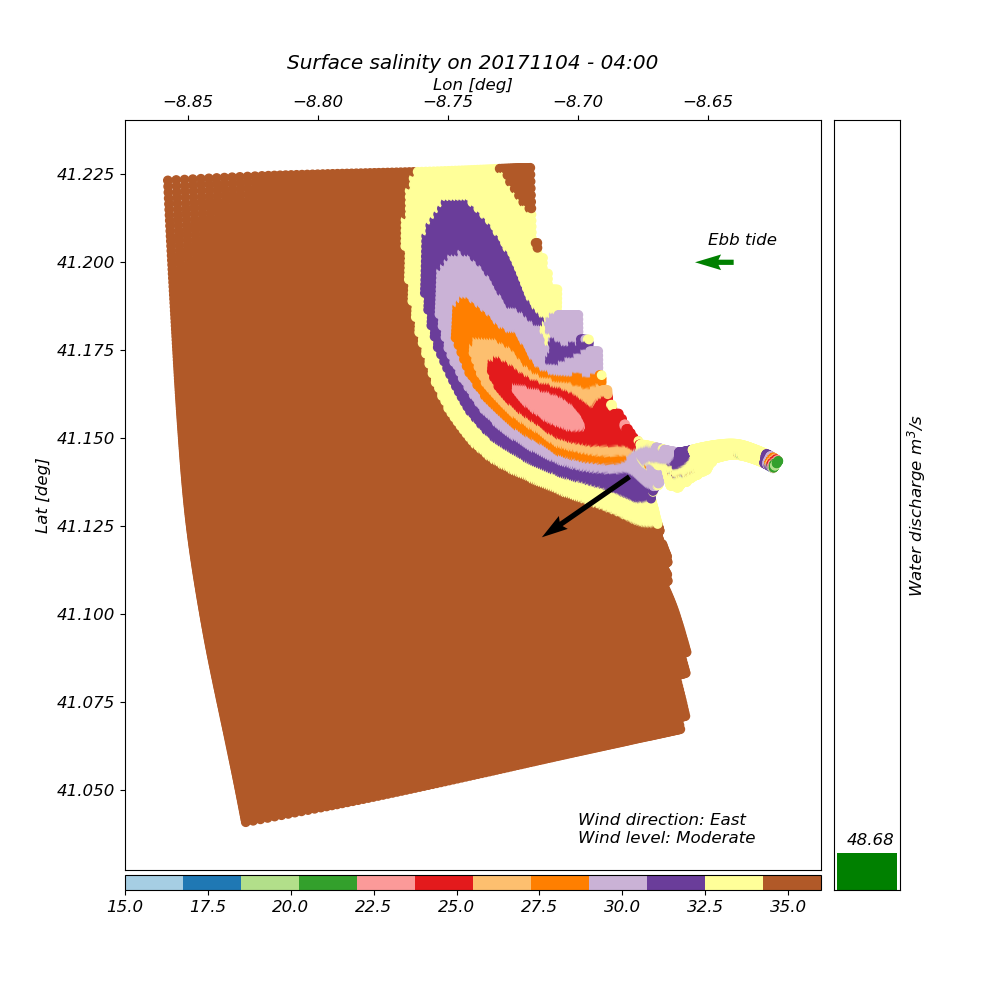 Surface salinity on 20171104 - 04:00
Lon [deg]
−8.85 −8.80 −8.75 −8.70 −8.65
41.225
41.200
41.175
41.150
41.125
41.100
41.075
41.050
Lat [deg]
Ebb tide
Wind direction: East
Wind level: Moderate
Water discharge m³/s
48.68
15.0 17.5 20.0 22.5 25.0 27.5 30.0 32.5 35.0